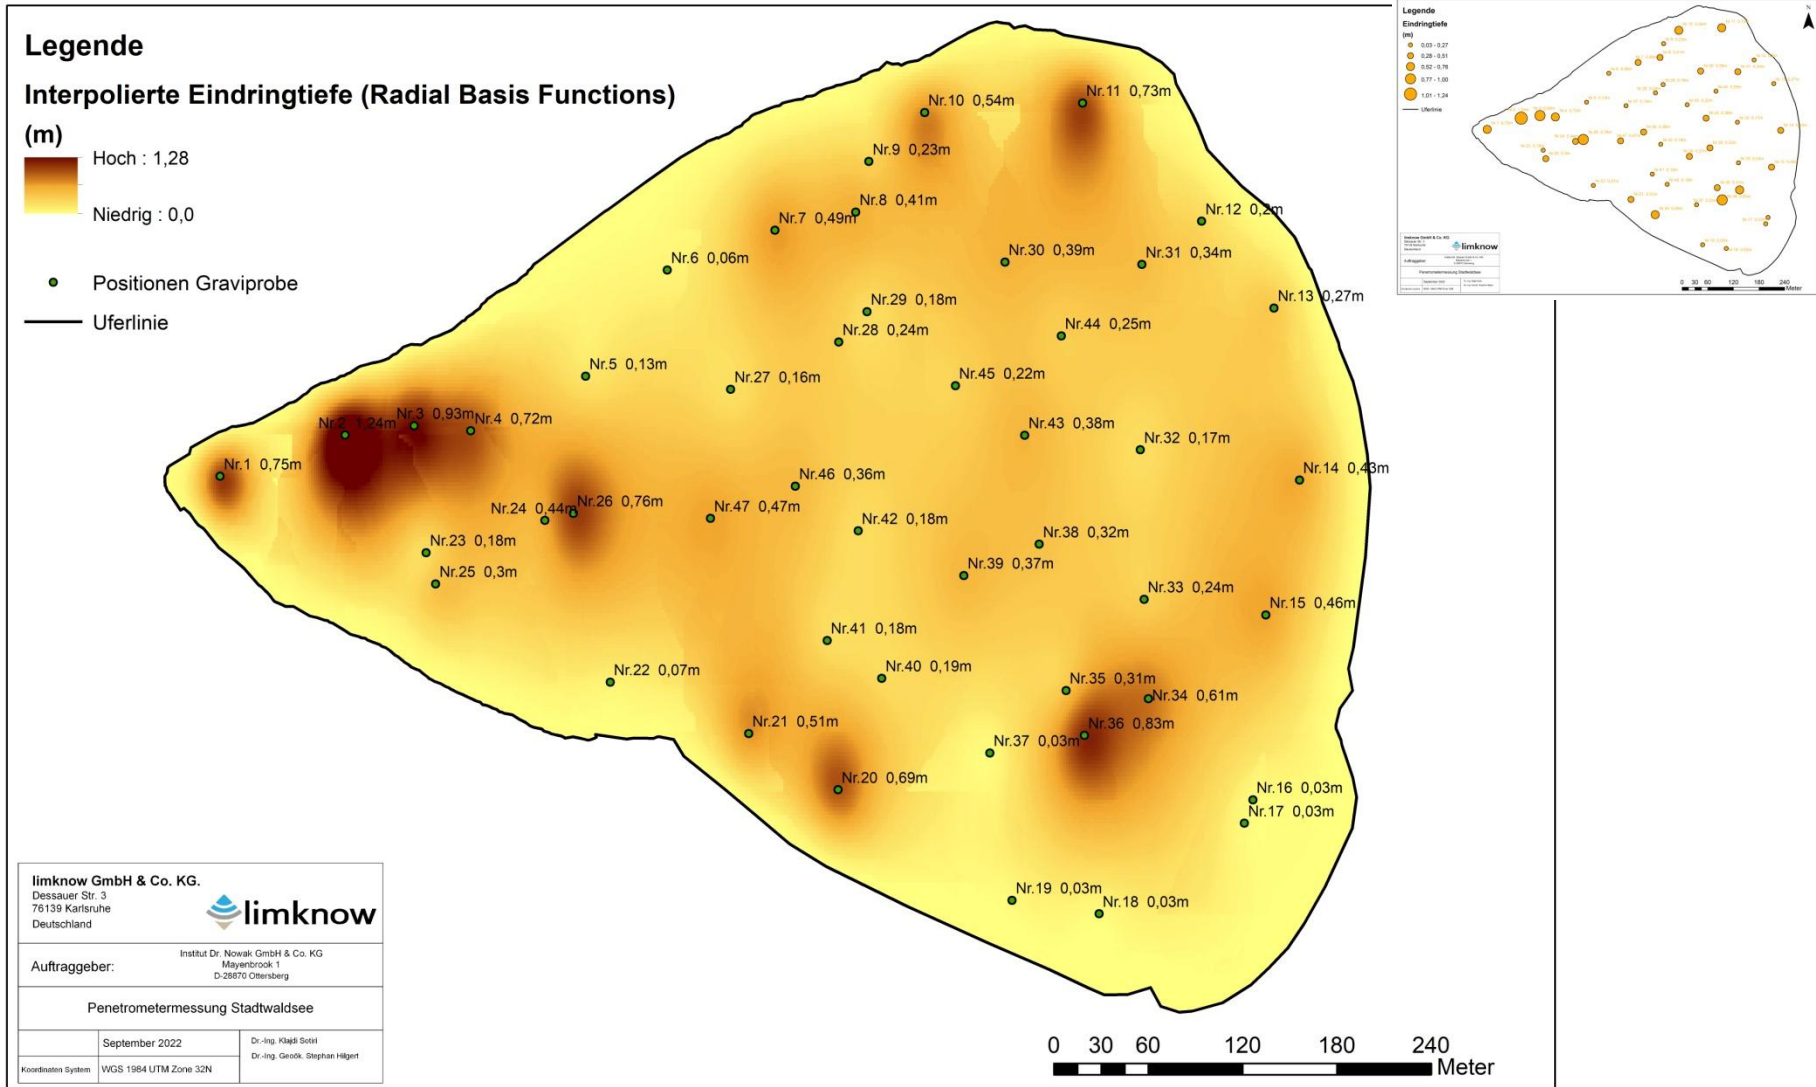 Legende
Interpolierte Eindringtiefe (Radial Basis Functions)
(m)
Hoch : 1,28
Niedrig : 0,0
Positionen Graviprobe
Uferlinie
Nr.10 0,54m
Nr.11 0,73m
Nr.9 0,23m
Nr.8 0,41m
Nr.7 0,49m
Nr.12 0,2m
Nr.6 0,06m
Nr.30 0,39m
Nr.31 0,34m
Nr.29 0,18m
Nr.13 0,27m
Nr.28 0,24m
Nr.44 0,25m
Nr.5 0,13m
Nr.27 0,16m
Nr.45 0,22m
Nr.2 1,24m
Nr.3 0,93m
Nr.4 0,72m
Nr.43 0,38m
Nr.32 0,17m
Nr.1 0,75m
Nr.46 0,36m
Nr.14 0,43m
Nr.24 0,44m
Nr.26 0,76m
Nr.47 0,47m
Nr.42 0,18m
Nr.38 0,32m
Nr.23 0,18m
Nr.25 0,3m
Nr.39 0,37m
Nr.33 0,24m
Nr.15 0,46m
Nr.41 0,18m
Nr.40 0,19m
Nr.22 0,07m
Nr.35 0,31m
Nr.34 0,61m
Nr.21 0,51m
Nr.36 0,83m
Nr.37 0,03m
Nr.20 0,69m
Nr.16 0,03m
Nr.17 0,03m
Nr.19 0,03m
Nr.18 0,03m
limknow GmbH & Co. KG.
Dessauer Str. 3
76139 Karlsruhe
Deutschland
limknow
Auftraggeber:
Institut Dr. Nowak GmbH & Co. KG
Mayenbrook 1
D-28870 Ottersberg
Penetrometermessung Stadtwaldsee
September 2022
Dr.-Ing. Klajdi Sotiri
Dr.-Ing. Geoök. Stephan Hilgert
Koordinaten System
WGS 1984 UTM Zone 32N
0 30 60 120 180 240
Meter
Legende
Eindringtiefe
(m)
0,03 - 0,27
0,28 - 0,51
0,52 - 0,76
0,77 - 1,00
1,01 - 1,24
Uferlinie
N
limknow GmbH & Co. KG.
limknow
Auftraggeber:
Penetrometermessung Stadtwaldsee
0 30 60 120 180 240
Meter